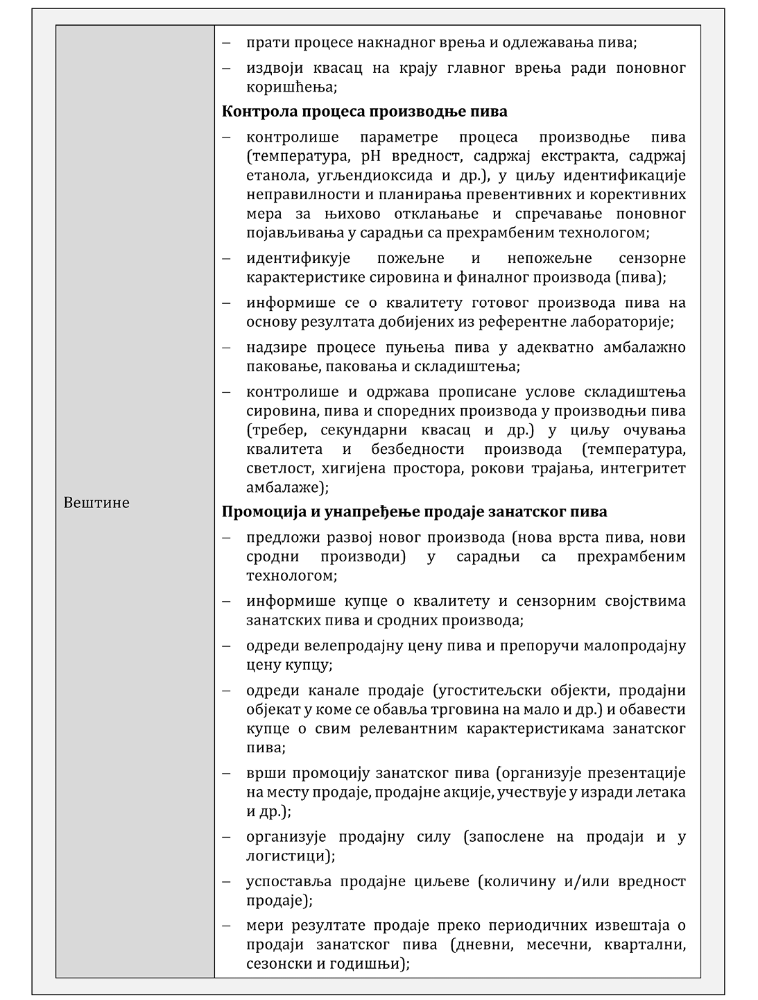 – прати процесе накнадног врења и одлежавања пива;
– издвоји квасац на крају главног врења ради поновног
коришћења;
Контрола процеса производње пива
– контролише параметре процеса производње пива
(температура, pH вредност, садржај екстракта, садржај
етанола, угљендиоксида и др.), у циљу идентификације
неправилности и планирања превентивних и корективних
мера за њихово отклањање и спречавање поновног
појављивања у сарадњи са прехрамбеним технологом;
– идентификује пожељне и непожељне сензорне
карактеристике сировина и финалног производа (пива);
– информише се о квалитету готовог производа пива на
основу резултата добијених из референтне лабораторије;
– надзире процесе пуњења пива у адекватно амбалажно
паковање, паковања и складиштења;
– контролише и одржава прописане услове складиштења
сировина, пива и споредних производа у производњи пива
(требер, секундарни квасац и др.) у циљу очувања
квалитета и безбедности производа (температура,
светлост, хигијена простора, рокови трајања, интегритет
амбалаже);
Вештине
Промоција и унапређење продаје занатског пива
– предложи развој новог производа (нова врста пива, нови
сродни производи) у сарадњи са прехрамбеним
технологом;
– информише купце о квалитету и сензорним својствима
занатских пива и сродних производа;
– одреди велепродајну цену пива и препоручи малопродајну
цену купцу;
– одреди канале продаје (угоститељски објекти, продајни
објекат у коме се обавља трговина на мало и др.) и обавести
купце о свим релевантним карактеристикама занатског
пива;
– врши промоцију занатског пива (организује презентације
на месту продаје, продајне акције, учествује у изради летака
и др.);
– организује продајну силу (запослене на продаји и у
логистици);
– успоставља продајне циљеве (количину и/или вредност
продаје);
– мери резултате продаје преко периодичних извештаја о
продаји занатског пива (дневни, месечни, квартални,
сезонски и годишњи);